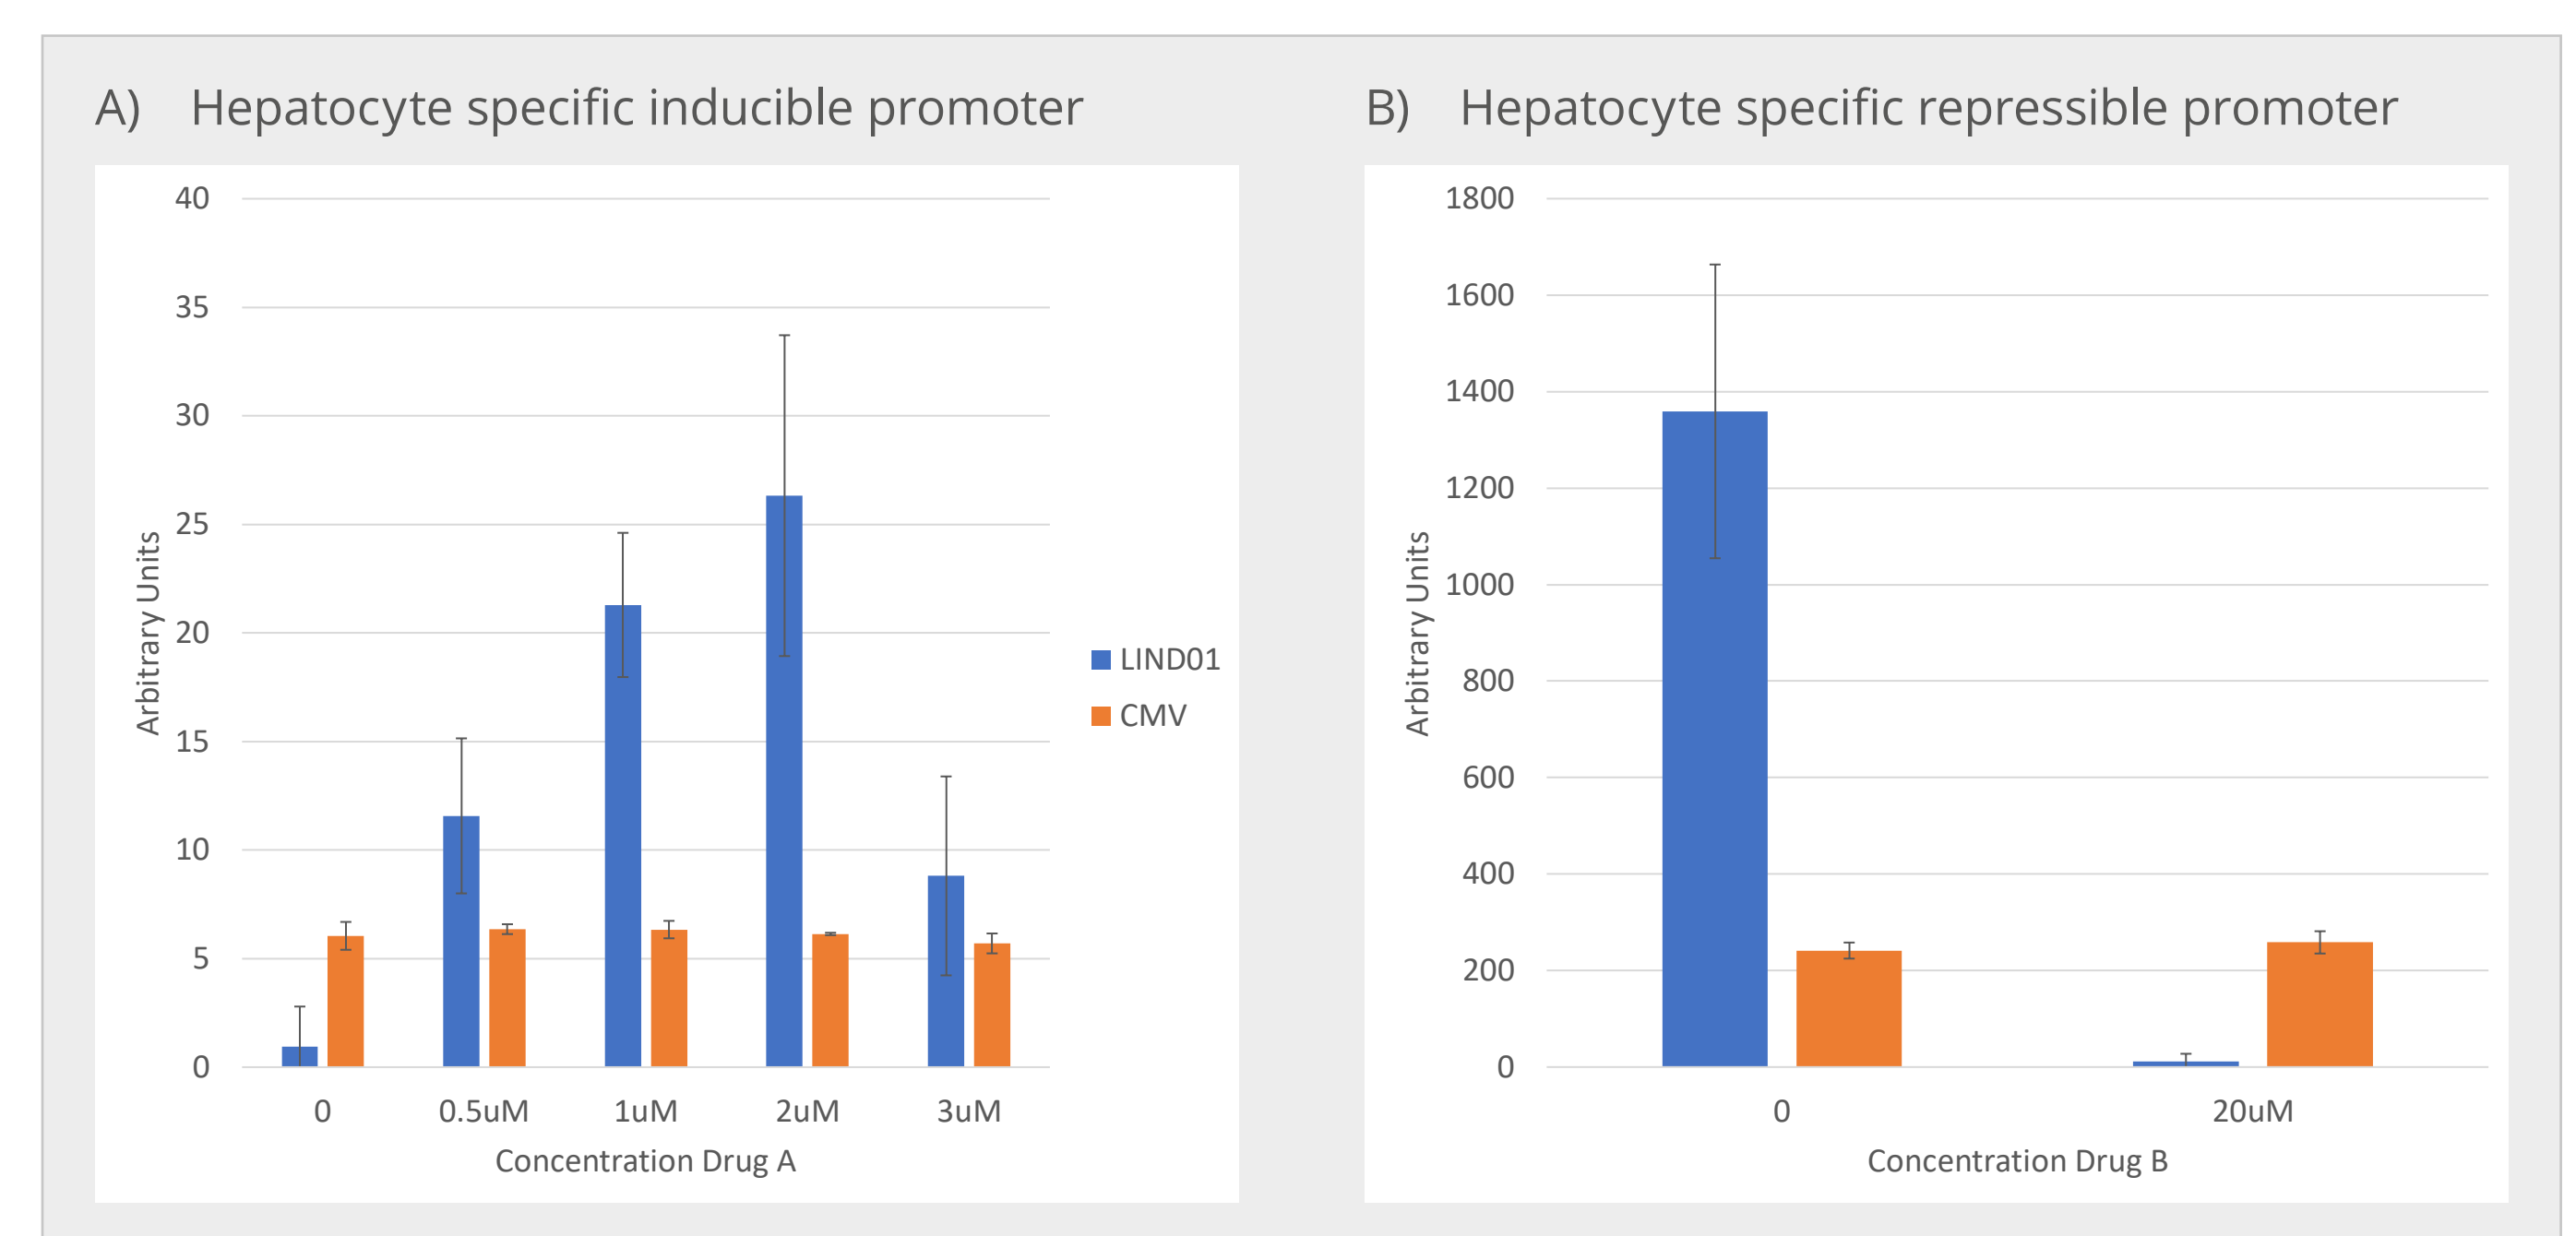 A) Hepatocyte specific inducible promoter
40
35
30
25
20
15
10
5
0
Arbitrary Units
0 0.5uM 1uM 2uM 3uM
Concentration Drug A
LIND01
CMV
B) Hepatocyte specific repressible promoter
1800
1600
1400
1200
1000
800
600
400
200
0
Arbitrary Units
0 20uM
Concentration Drug B